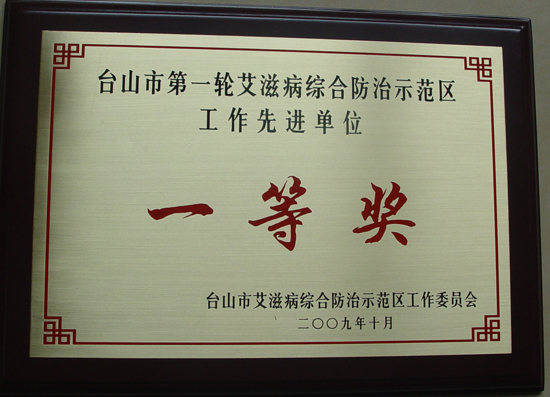 台山市第一轮艾滋病综合防治示范区
工作先进单位
一等奖
台山市艾滋病综合防治示范区工作委员会
二〇〇九年十月